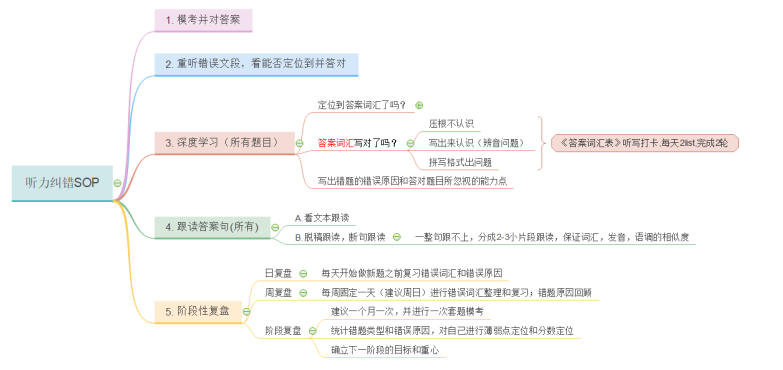 听力纠错SOP
1. 模考并对答案
2. 重听错误文段，看能否定位到并答对
3. 深度学习（所有题目）
定位到答案词汇了吗？
答案词汇写对了吗？
压根不认识
写出来认识（辨音问题）
拼写格式出问题
《答案词汇表》听写打卡,每天2list,完成2轮
写出错题的错误原因和答对题目所忽视的能力点
4. 跟读答案句(所有)
A.看文本跟读
B.脱稿跟读，断句跟读
一整句跟不上，分成2-3小片段跟读，保证词汇，发音，语调的相似度
5. 阶段性复盘
日复盘
每天开始做新题之前复习错误词汇和错误原因
周复盘
每周固定一天（建议周日）进行错误词汇整理和复习；错题原因回顾
阶段复盘
建议一个月一次，并进行一次套题模考
统计错题类型和错误原因，对自己进行薄弱点定位和分数定位
确立下一阶段的目标和重心